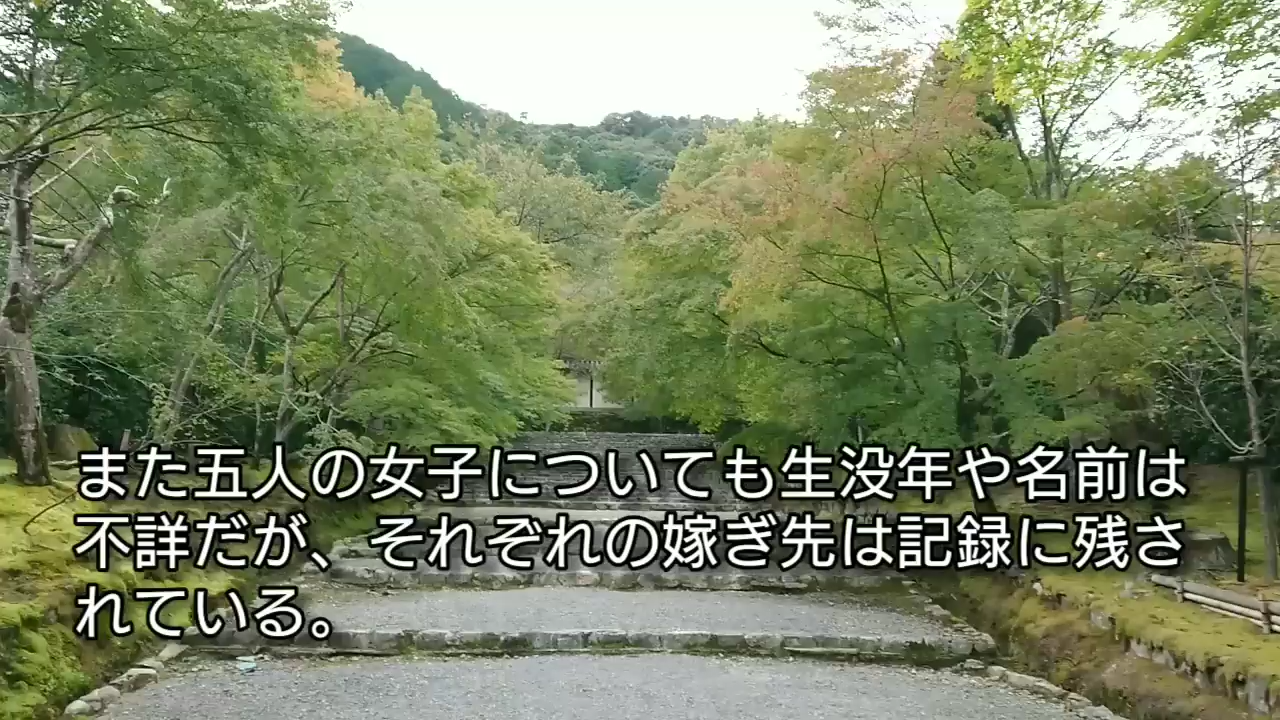 また五人の女子についても生没年や名前は
不詳だが、それぞれの嫁ぎ先は記録に残さ
れている。